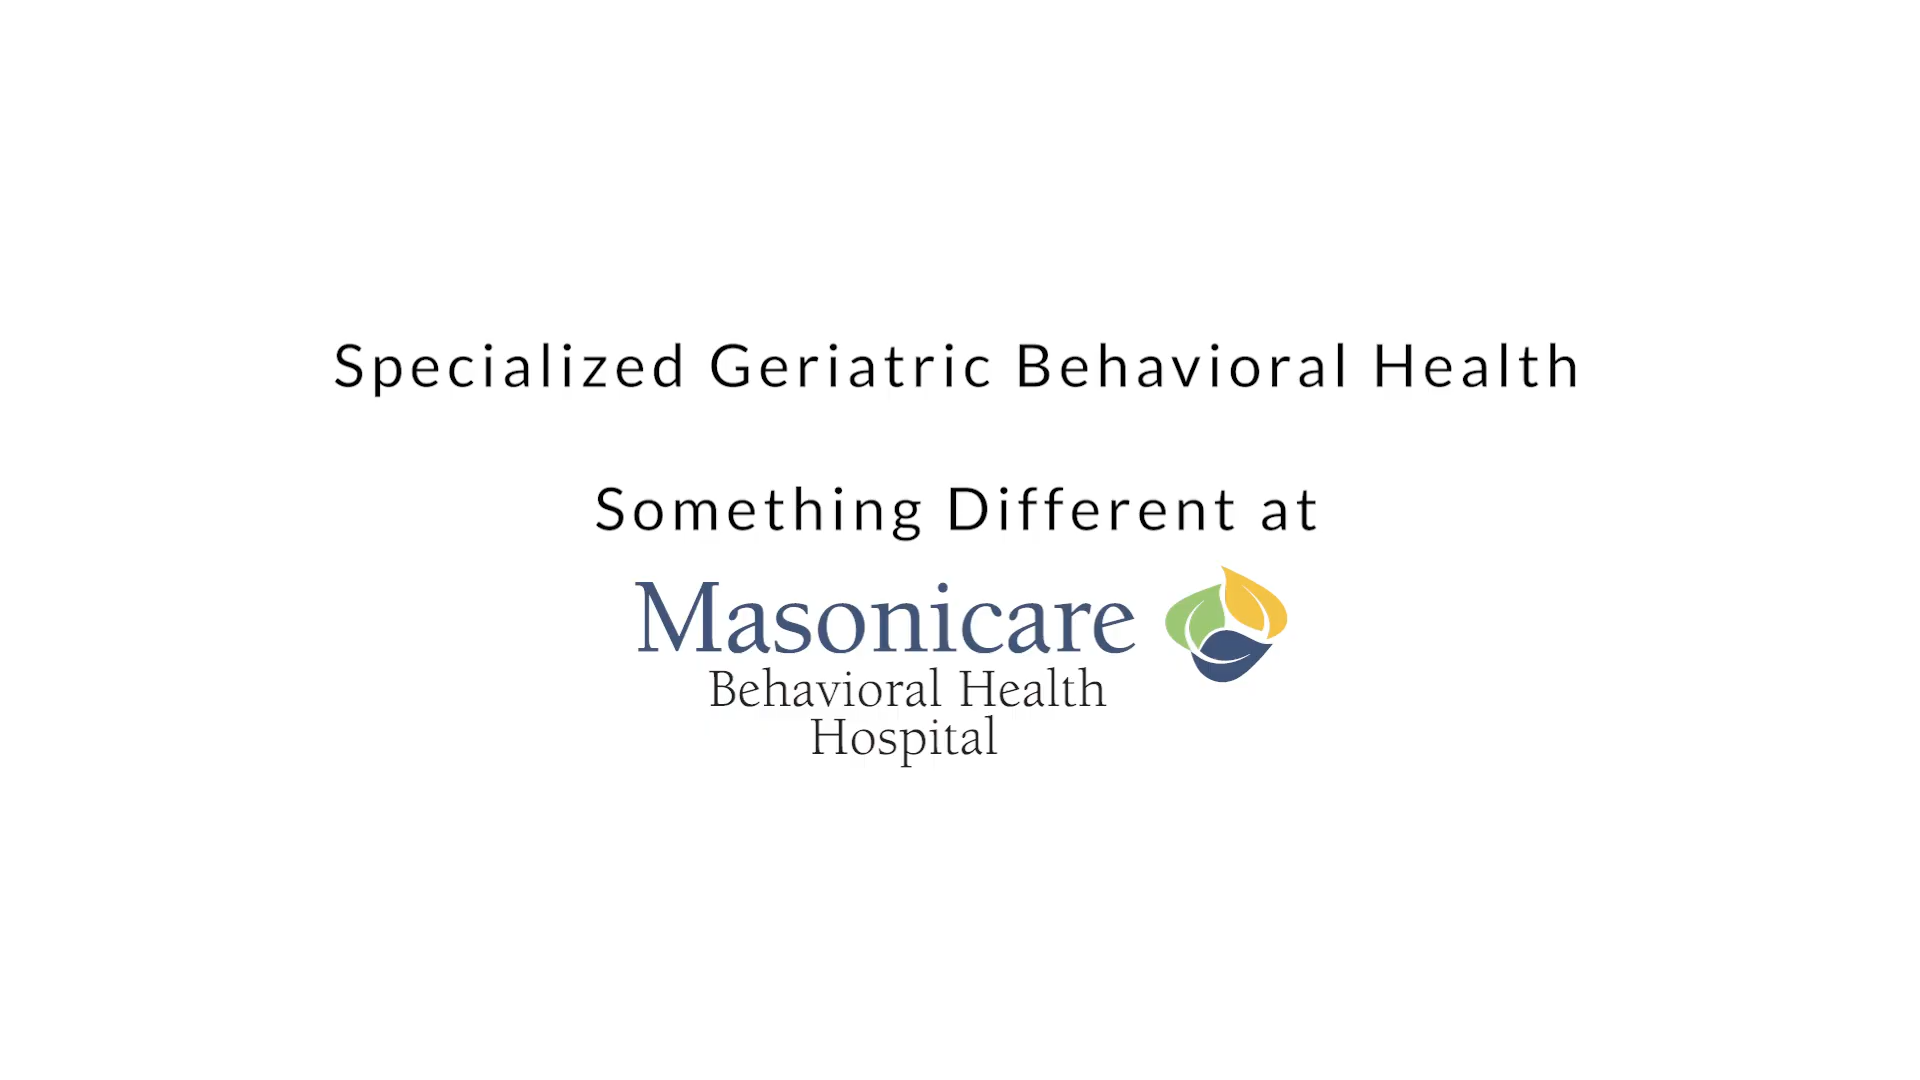 Specialized Geriatric Behavioral Health
Something Different at
Masonicare
Behavioral Health
Hospital